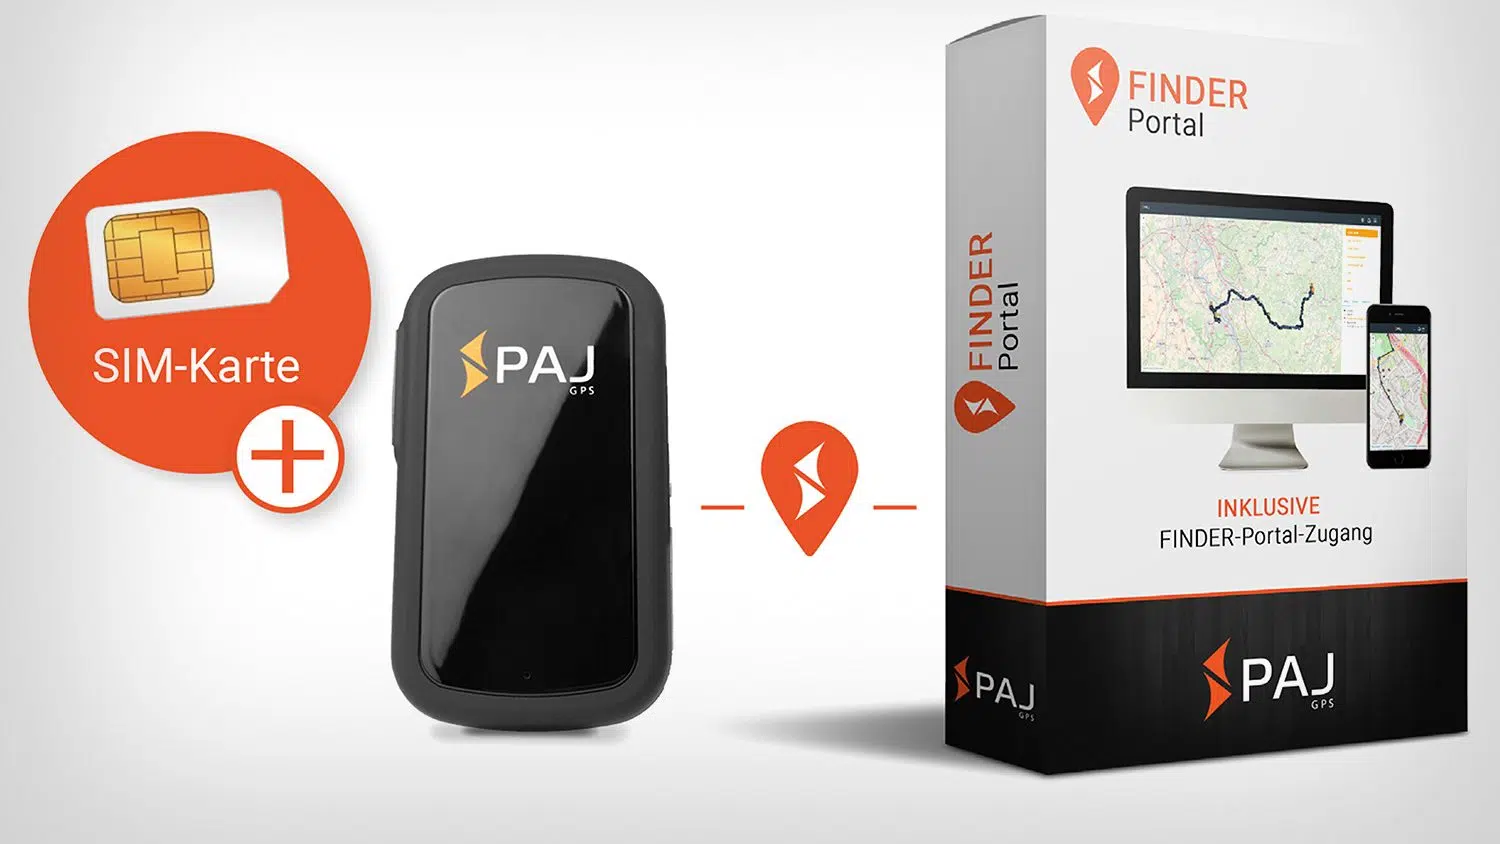 SIM-Karte
PAJ
GPS
FINDER
Portal
FINDER
Portal
INKLUSIVE
FINDER-Portal-Zugang
PAJ
GPS
PAJ
GPS